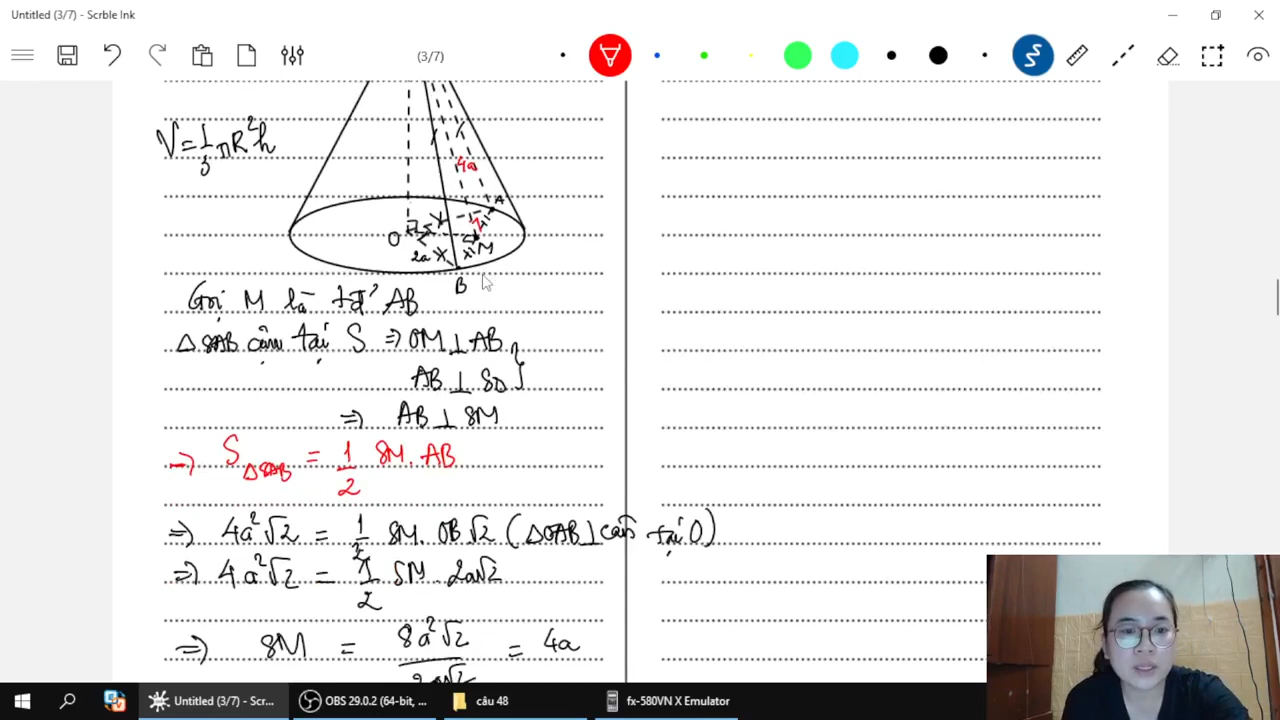 Untitled (3/7) - Scrble Ink
(3/7)
V = 1/3 πR²h
4a
A
O
M
2a
B
Gọi M là tđ AB
ΔSAB cân tại S ⇒ OM ⊥ AB
AB ⊥ SO }
⇒ AB ⊥ SM
⇒ S ΔSAB = 1/2 SM. AB
⇒ 4a²√2 = 1/2 SM. OB√2 (ΔOAB ⊥ cân tại O)
⇒ 4a²√2 = 1/2 SM. 2a√2
⇒ SM = 8a²√2 / 2a√2 = 4a
Untitled (3/7) - Scr...
OBS 29.0.2 (64-bit, ...
câu 48
fx-580VN X Emulator